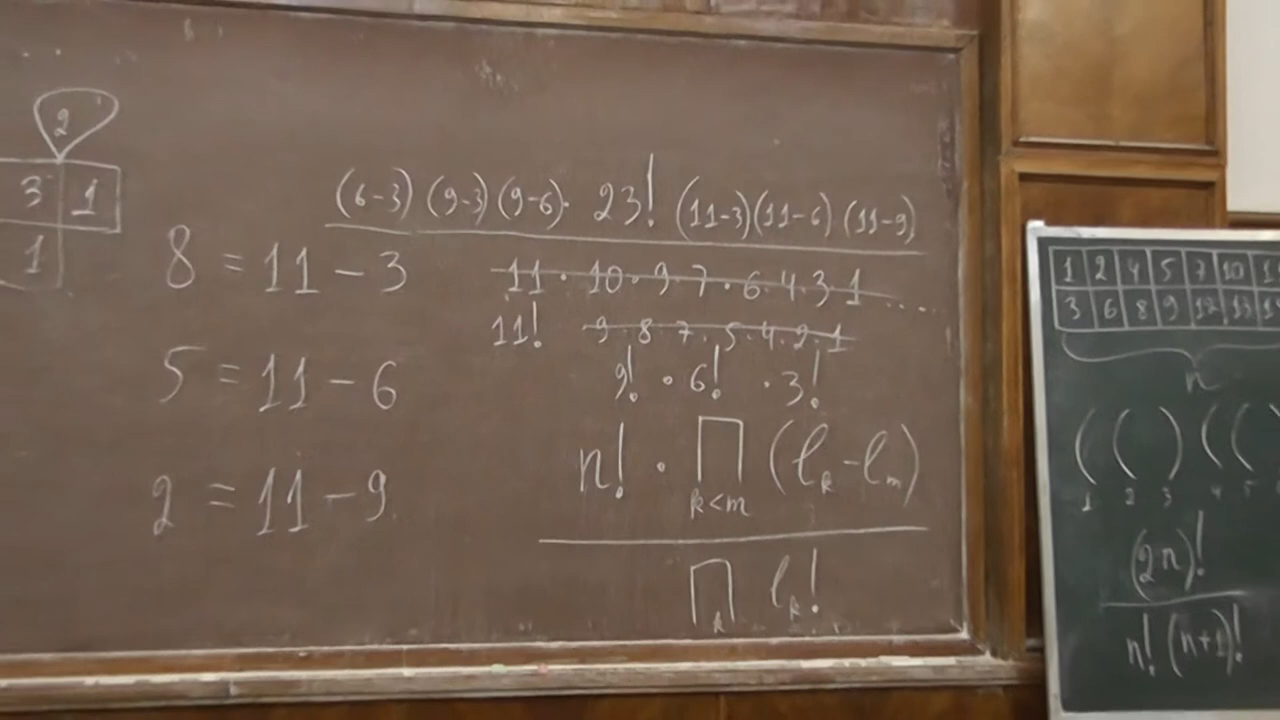 2
3 1
1
8 = 11 - 3
5 = 11 - 6
2 = 11 - 9
(6-3) (9-3) (9-6) · 23! (11-3)(11-6) (11-9)
11 · 10 · 9 · 7 · 6 · 4 · 3 · 1 ....
11! 9 · 8 · 7 · 5 · 4 · 2 · 1
9! · 6! · 3!
n! · ∏ (ℓₖ - ℓₘ)
k<m
∏ ℓₖ!
k
1 2 4 5 7 10
3 6 8 9 12 13
n
( ( ) ( (
1 2 3 4 5
(2n)!
n! (n+1)!